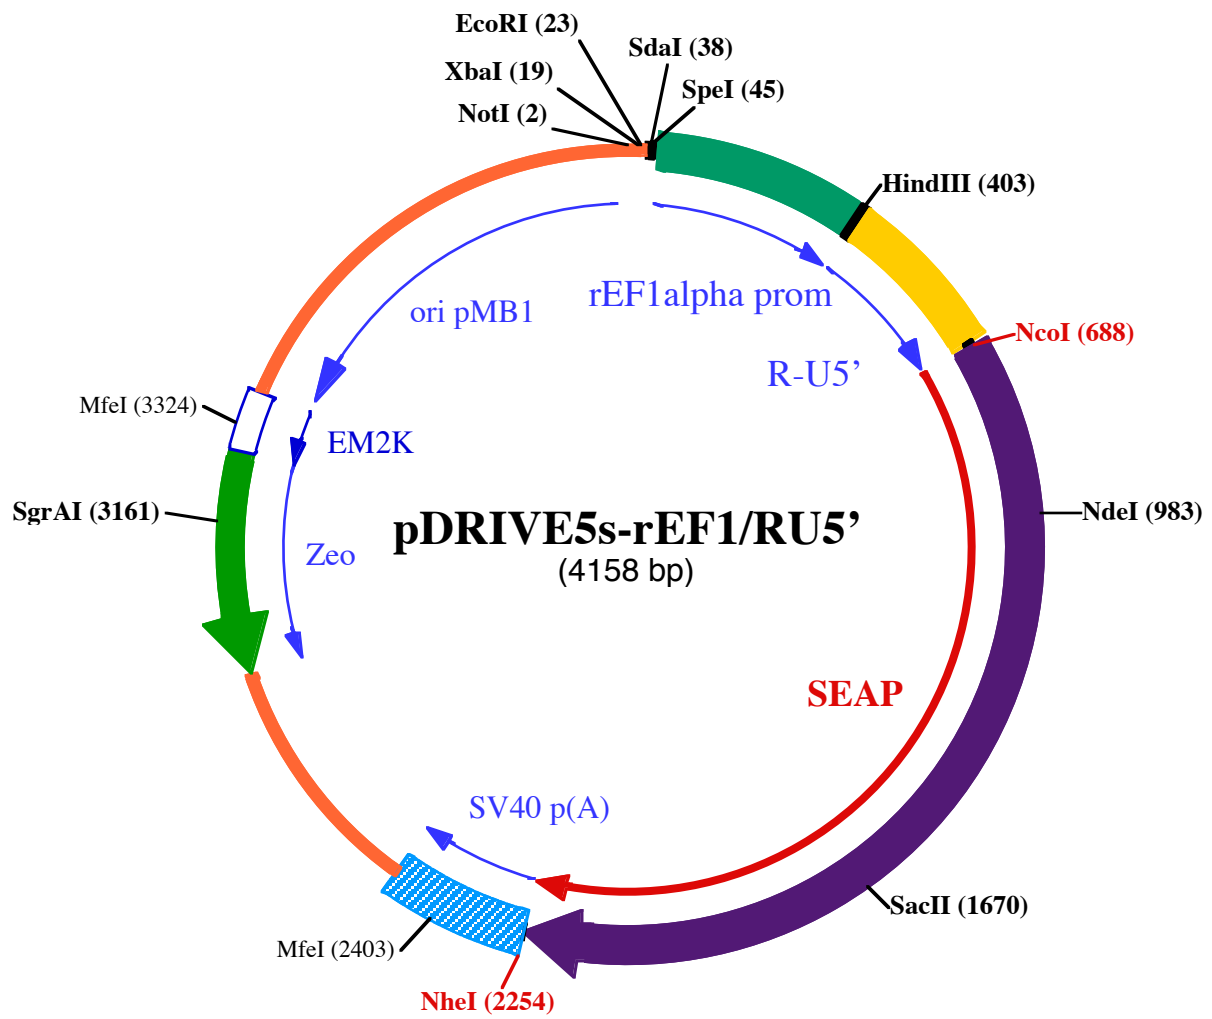 EcoRI (23)
SdaI (38)
XbaI (19)
SpeI (45)
NotI (2)
HindIII (403)
rEF1alpha prom
ori pMB1
NcoI (688)
R-U5’
MfeI (3324)
EM2K
SgrAI (3161)
NdeI (983)
pDRIVE5s-rEF1/RU5’
Zeo
(4158 bp)
SEAP
SV40 p(A)
SacII (1670)
MfeI (2403)
NheI (2254)